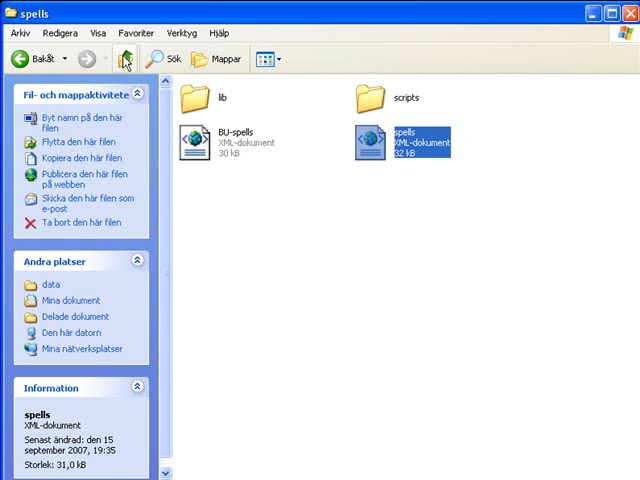 spells
Arkiv Redigera Visa Favoriter Verktyg Hjälp
Bakåt Sök Mappar
Fil- och mappaktivitete
Byt namn på den här
filen
Flytta den här filen
Kopiera den här filen
Publicera den här filen
på webben
Skicka den här filen som
e-post
Ta bort den här filen
Andra platser
data
Mina dokument
Delade dokument
Den här datorn
Mina nätverksplatser
Information
spells
XML-dokument
Senast ändrad: den 15
september 2007, 19:35
Storlek: 31,0 kB
lib
scripts
BU-spells
XML-dokument
30 kB
spells
XML-dokument
32 kB